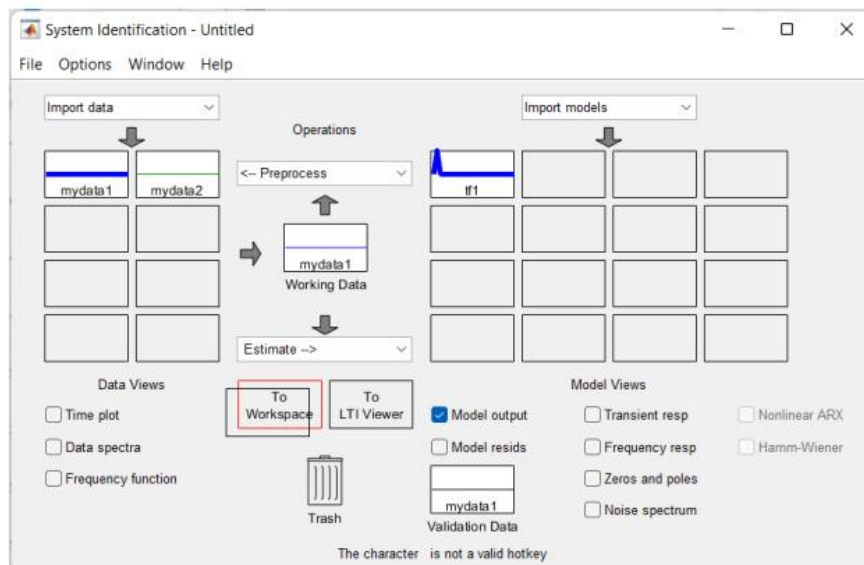 System Identification - Untitled
File Options Window Help
Import data
Import models
Operations
mydata1
mydata2
<-- Preprocess
tf1
mydata1
Working Data
Estimate -->
Data Views
Time plot
Data spectra
Frequency function
To
Workspace
To
LTI Viewer
Trash
Model Views
Model output
Transient resp
Nonlinear ARX
Model resids
Frequency resp
Hamm-Wiener
Zeros and poles
mydata1
Noise spectrum
Validation Data
The character is not a valid hotkey